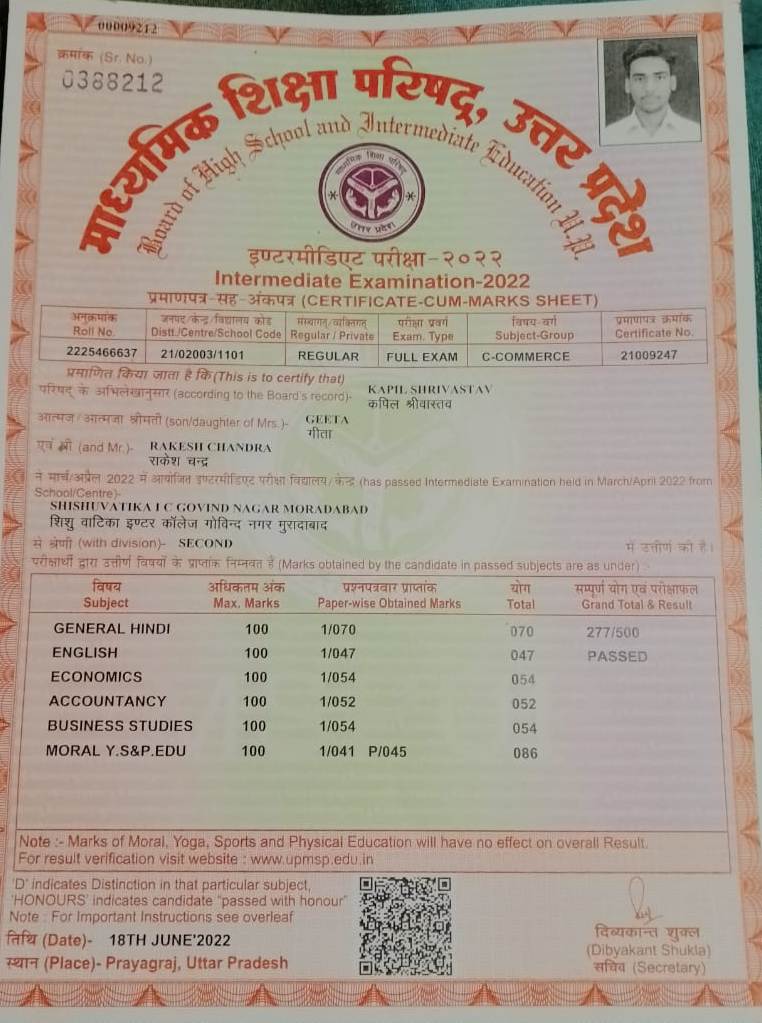 00009212
क्रमांक (Sr. No.)
0388212
माध्यमिक शिक्षा परिषद्, उत्तर प्रदेश
Board of High School and Intermediate Education U.P.
माध्यमिक शिक्षा परिषद
उत्तर प्रदेश
इण्टरमीडिएट परीक्षा-२०२२
Intermediate Examination-2022
प्रमाणपत्र-सह-अंकपत्र (CERTIFICATE-CUM-MARKS SHEET)
अनुक्रमांक जनपद/केन्द्र/विद्यालय कोड संस्थागत/व्यक्तिगत परीक्षा प्रवर्ग विषय-वर्ग प्रमाणपत्र क्रमांक
Roll No. Distt./Centre/School Code Regular / Private Exam. Type Subject-Group Certificate No.
2225466637 21/02003/1101 REGULAR FULL EXAM C-COMMERCE 21009247
प्रमाणित किया जाता है कि(This is to certify that)
परिषद् के अभिलेखानुसार (according to the Board's record)- KAPIL SHRIVASTAV
कपिल श्रीवास्तव
आत्मज/आत्मजा श्रीमती (son/daughter of Mrs.)- GEETA
गीता
एवं श्री (and Mr.)- RAKESH CHANDRA
राकेश चन्द्र
ने मार्च/अप्रैल 2022 में आयोजित इण्टरमीडिएट परीक्षा विद्यालय/केन्द्र (has passed Intermediate Examination held in March/April 2022 from
School/Centre)-
SHISHUVATIKA I C GOVIND NAGAR MORADABAD
शिशु वाटिका इण्टर कॉलेज गोविन्द नगर मुरादाबाद
से श्रेणी (with division)- SECOND में उत्तीर्ण की है।
परीक्षार्थी द्वारा उत्तीर्ण विषयों के प्राप्तांक निम्नवत हैं (Marks obtained by the candidate in passed subjects are as under) :-
विषय अधिकतम अंक प्रश्नपत्रवार प्राप्तांक योग सम्पूर्ण योग एवं परीक्षाफल
Subject Max. Marks Paper-wise Obtained Marks Total Grand Total & Result
GENERAL HINDI 100 1/070 070 277/500
ENGLISH 100 1/047 047 PASSED
ECONOMICS 100 1/054 054
ACCOUNTANCY 100 1/052 052
BUSINESS STUDIES 100 1/054 054
MORAL Y.S&P.EDU 100 1/041 P/045 086
Note :- Marks of Moral, Yoga, Sports and Physical Education will have no effect on overall Result.
For result verification visit website : www.upmsp.edu.in
'D' indicates Distinction in that particular subject,
'HONOURS' indicates candidate "passed with honour"
Note : For Important Instructions see overleaf
तिथि (Date)- 18TH JUNE'2022
स्थान (Place)- Prayagraj, Uttar Pradesh
दिब्यकान्त शुक्ल
(Dibyakant Shukla)
सचिव (Secretary)